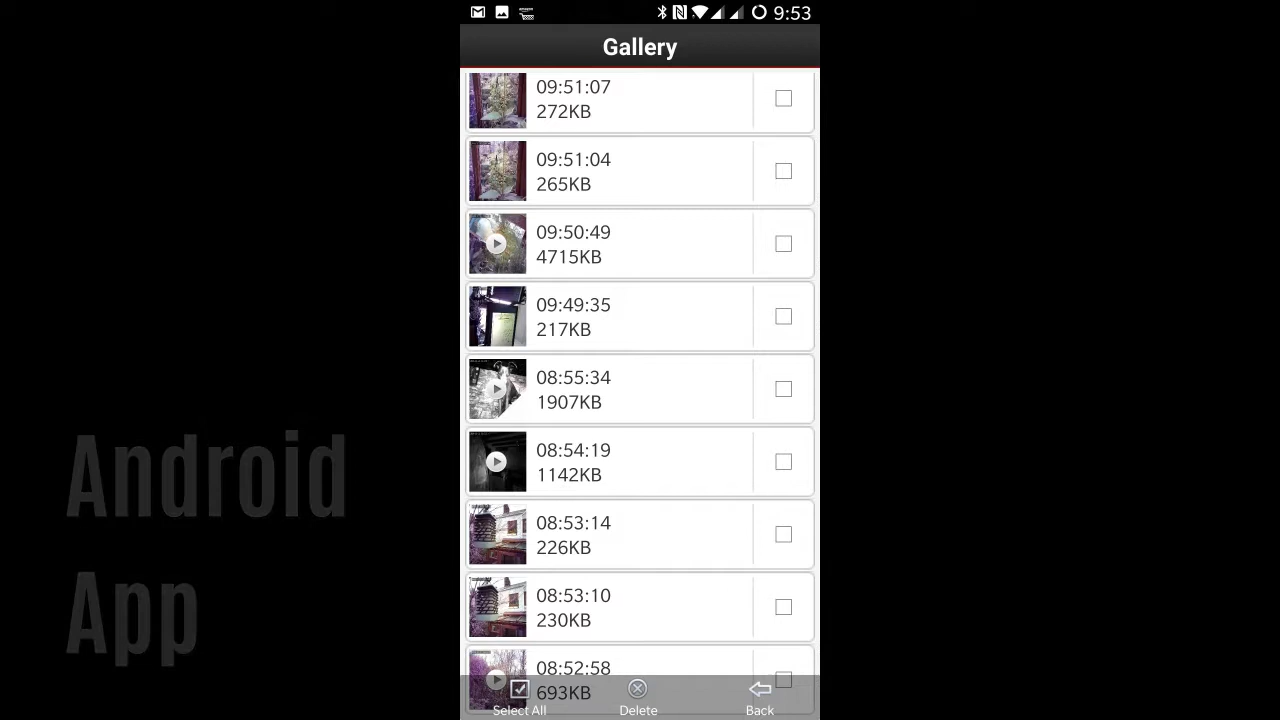 9:53
Gallery
09:51:07
272KB
09:51:04
265KB
09:50:49
4715KB
09:49:35
217KB
08:55:34
1907KB
08:54:19
1142KB
08:53:14
226KB
08:53:10
230KB
08:52:58
693KB
Select All
Delete
Back
Android
App